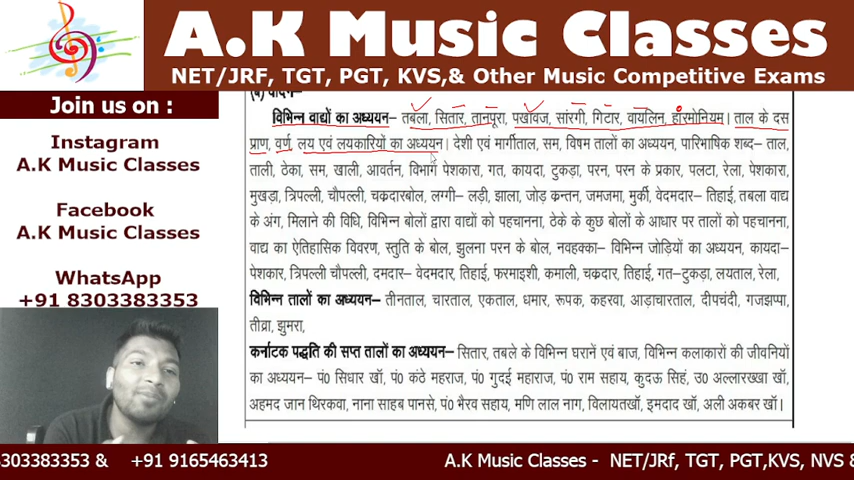 A.K Music Classes
NET/JRF, TGT, PGT, KVS,& Other Music Competitive Exams
Join us on :
Instagram
A.K Music Classes
Facebook
A.K Music Classes
WhatsApp
+91 8303383353
(ब) वादन–
विभिन्न वाद्यों का अध्ययन– तबला, सितार, तानपूरा, पखावज, सांरगी, गिटार, वायलिन, हारमोनियम। ताल के दस
प्राण, वर्ण, लय एवं लयकारियों का अध्ययन। देशी एवं मार्गीताल, सम, विषम तालों का अध्ययन, पारिभाषिक शब्द– ताल,
ताली, ठेका, सम, खाली, आवर्तन, विभाग पेशकारा, गत, कायदा, टुकड़ा, परन, परन के प्रकार, पलटा, रेला, पेशकारा,
मुखड़ा, त्रिपल्ली, चौपल्ली, चकदारबोल, लग्गी– लड़ी, झाला, जोड़ कृन्तन, जमजमा, मुर्की, वेदमदार– तिहाई, तबला वाद्य
के अंग, मिलाने की विधि, विभिन्न बोलों द्वारा वाद्यों को पहचानना, ठेके के कुछ बोलों के आधार पर तालों को पहचानना,
वाद्य का ऐतिहासिक विवरण, स्तुति के बोल, झुलना परन के बोल, नवहक्का– विभिन्न जोड़ियों का अध्ययन, कायदा–
पेशकार, त्रिपल्ली चौपल्ली, दमदार– वेदमदार, तिहाई, फरमाइशी, कमाली, चकदार, तिहाई, गत–टुकड़ा, लयताल, रेला,
विभिन्न तालों का अध्ययन– तीनताल, चारताल, एकताल, धमार, रूपक, कहरवा, आड़ाचारताल, दीपचंदी, गजझप्पा,
तीव्रा, झुमरा,
कर्नाटक पद्धति की सप्त तालों का अध्ययन– सितार, तबले के विभिन्न घरानें एवं बाज, विभिन्न कलाकारों की जीवनियों
का अध्ययन– पं0 सिधार खॉ, पं0 कंठे महराज, पं0 गुदई महाराज, पं0 राम सहाय, कुदऊ सिहं, उ0 अल्लारख्खा खॉ,
अहमद जान थिरकवा, नाना साहब पानसे, पं0 भैरव सहाय, मणि लाल नाग, विलायतखॉ, इमदाद खॉ, अली अकबर खॉ।
8303383353 & +91 9165463413
A.K Music Classes - NET/JRf, TGT, PGT,KVS, NVS &